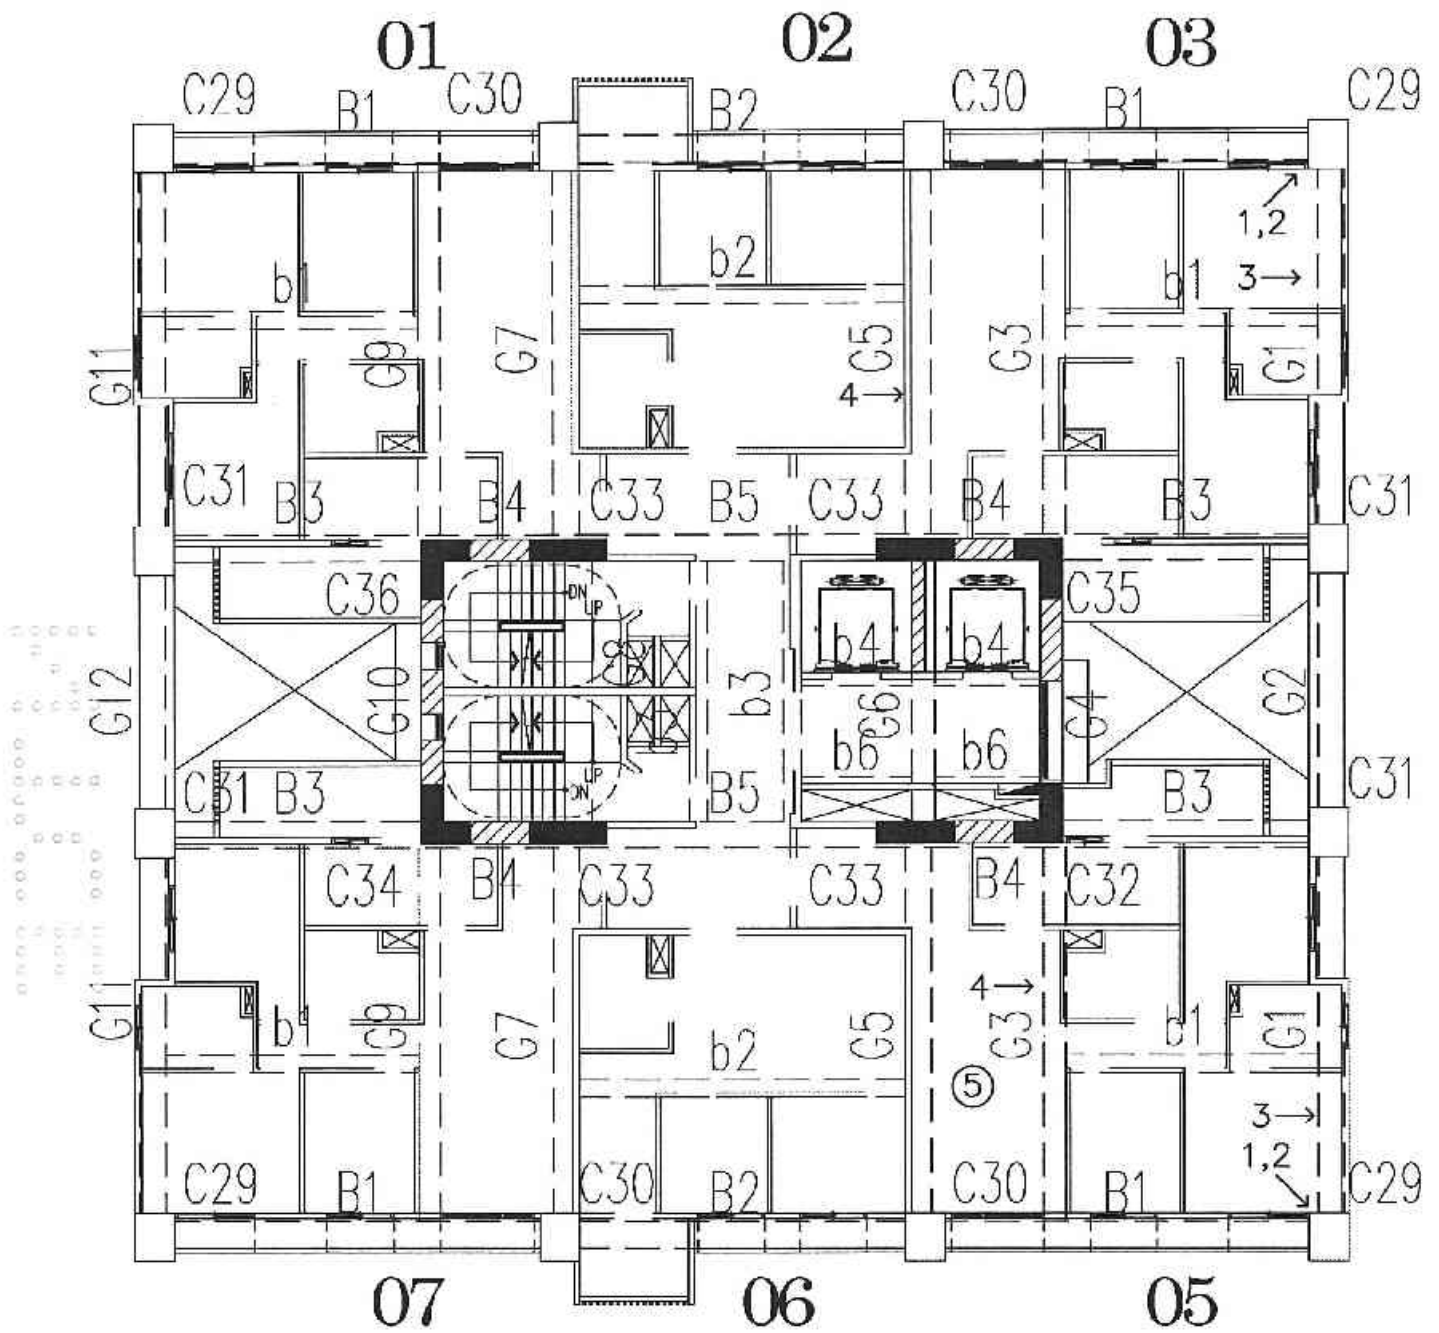 01 02 03
C29 B1 C30 B2 C30 B1 C29
1,2
b2 b1 3
G11 G9 G7 G5 G3 G1
4
C31 B3 B4 C33 B5 C33 B4 B3 C31
C36 DN UP C35
b4 b4
G12 G10 b3 G6 G4 G2
b6 b6
C31 B3 UP DN B5 B3 C31
C34 B4 C33 C33 B4 C32
4
G11 b1 G9 G7 b2 G5 G3 G1
5
3
1,2
C29 B1 C30 B2 C30 B1 C29
07 06 05